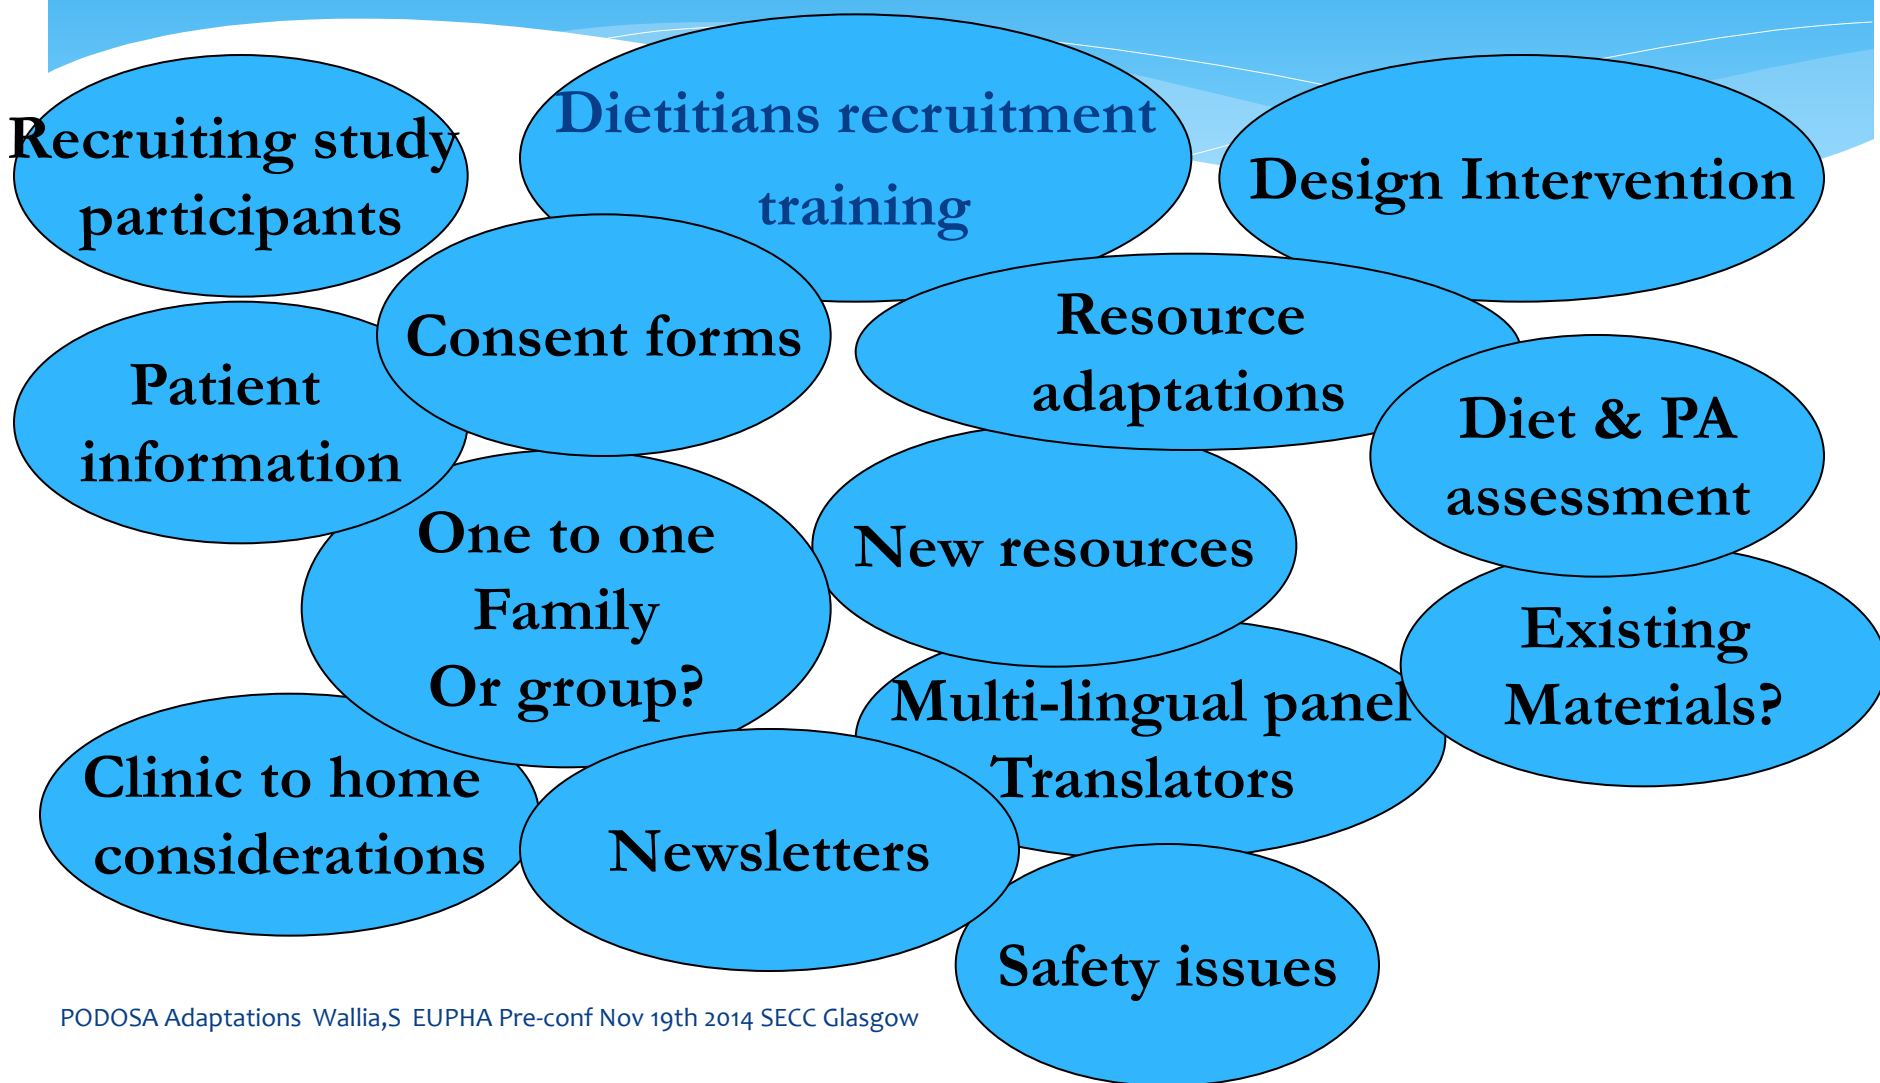 Recruiting study
participants
Dietitians recruitment
training
Design Intervention
Consent forms
Resource
adaptations
Patient
information
Diet & PA
assessment
One to one
Family
Or group?
New resources
Existing
Materials?
Multi-lingual panel
Translators
Clinic to home
considerations
Newsletters
Safety issues
PODOSA Adaptations Wallia,S EUPHA Pre-conf Nov 19th 2014 SECC Glasgow